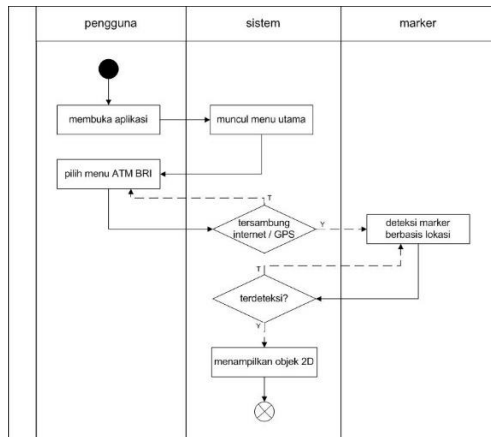 pengguna
sistem
marker
membuka aplikasi
muncul menu utama
pilih menu ATM BRI
T
tersambung
internet / GPS
Y
deteksi marker
berbasis lokasi
T
terdeteksi?
Y
menampilkan objek 2D